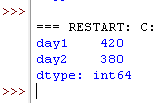 >>>
=== RESTART: C:
day1    420
day2    380
dtype: int64
>>>